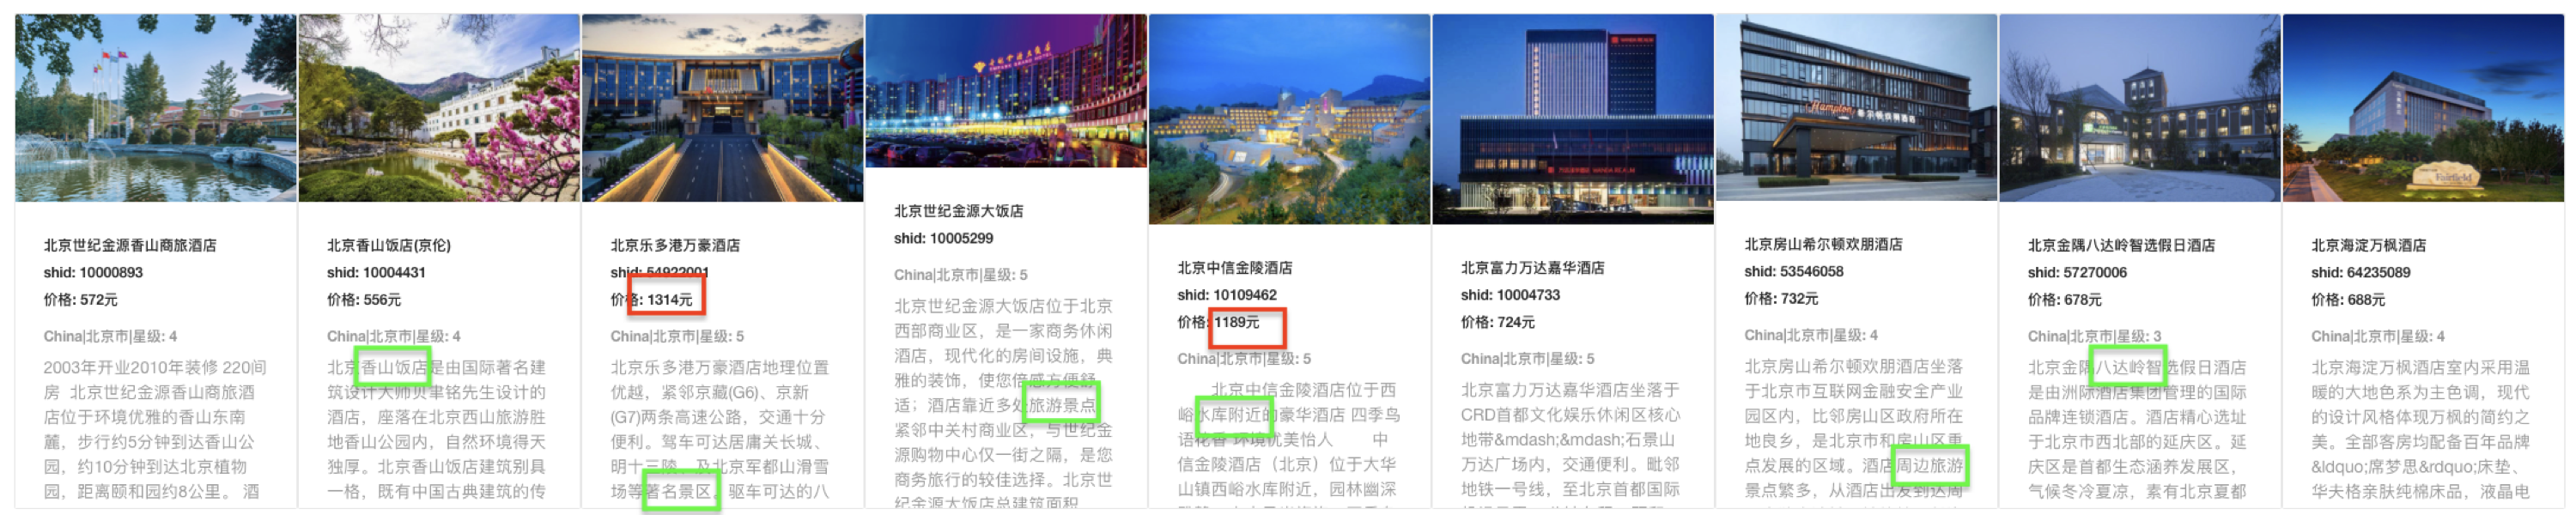 北京世纪金源香山商旅酒店
shid: 10000893
价格: 572元
China|北京市|星级: 4
2003年开业2010年装修 220间
房 北京世纪金源香山商旅酒
店位于环境优雅的香山东南
麓，步行约5分钟到达香山公
园，约10分钟到达北京植物
园，距离颐和园约8公里。 酒
北京香山饭店(京伦)
shid: 10004431
价格: 556元
China|北京市|星级: 4
北京香山饭店是由国际著名建
筑设计大师贝聿铭先生设计的
酒店，座落在北京西山旅游胜
地香山公园内，自然环境得天
独厚。北京香山饭店建筑别具
一格，既有中国古典建筑的传
北京乐多港万豪酒店
shid: 54922001
价格: 1314元
China|北京市|星级: 5
北京乐多港万豪酒店地理位置
优越，紧邻京藏(G6)、京新
(G7)两条高速公路，交通十分
便利。驾车可达居庸关长城、
明十三陵、及北京军都山滑雪
场等著名景区。驱车可达的八
北京世纪金源大饭店
shid: 10005299
China|北京市|星级: 5
北京世纪金源大饭店位于北京
西部商业区，是一家商务休闲
酒店，现代化的房间设施，典
雅的装饰，使您倍感方便舒
适；酒店靠近多处旅游景点
紧邻中关村商业区，与世纪金
源购物中心仅一街之隔，是您
商务旅行的较佳选择。北京世
纪金源大饭店总建筑面积
北京中信金陵酒店
shid: 10109462
价格: 1189元
China|北京市|星级: 5
北京中信金陵酒店位于西
峪水库附近的豪华酒店 四季鸟
语花香 环境优美怡人 中
信金陵酒店（北京）位于大华
山镇西峪水库附近，园林幽深
WANDA REALM
北京富力万达嘉华酒店
shid: 10004733
价格: 724元
China|北京市|星级: 5
北京富力万达嘉华酒店坐落于
CRD首都文化娱乐休闲区核心
地带&mdash;&mdash;石景山
万达广场内，交通便利。毗邻
地铁一号线，至北京首都国际
Hampton
北京房山希尔顿欢朋酒店
shid: 53546058
价格: 732元
China|北京市|星级: 4
北京房山希尔顿欢朋酒店坐落
于北京市互联网金融安全产业
园区内，比邻房山区政府所在
地良乡，是北京市和房山区重
点发展的区域。酒店周边旅游
景点繁多，从酒店出发到达周
北京金隅八达岭智选假日酒店
shid: 57270006
价格: 678元
China|北京市|星级: 3
北京金隅八达岭智选假日酒店
是由洲际酒店集团管理的国际
品牌连锁酒店。酒店精心选址
于北京市西北部的延庆区。延
庆区是首都生态涵养发展区，
气候冬冷夏凉，素有北京夏都
Fairfield
北京海淀万枫酒店
shid: 64235089
价格: 688元
China|北京市|星级: 4
北京海淀万枫酒店室内采用温
暖的大地色系为主色调，现代
的设计风格体现万枫的简约之
美。全部客房均配备百年品牌
&ldquo;席梦思&rdquo;床垫、
华夫格亲肤纯棉床品，液晶电